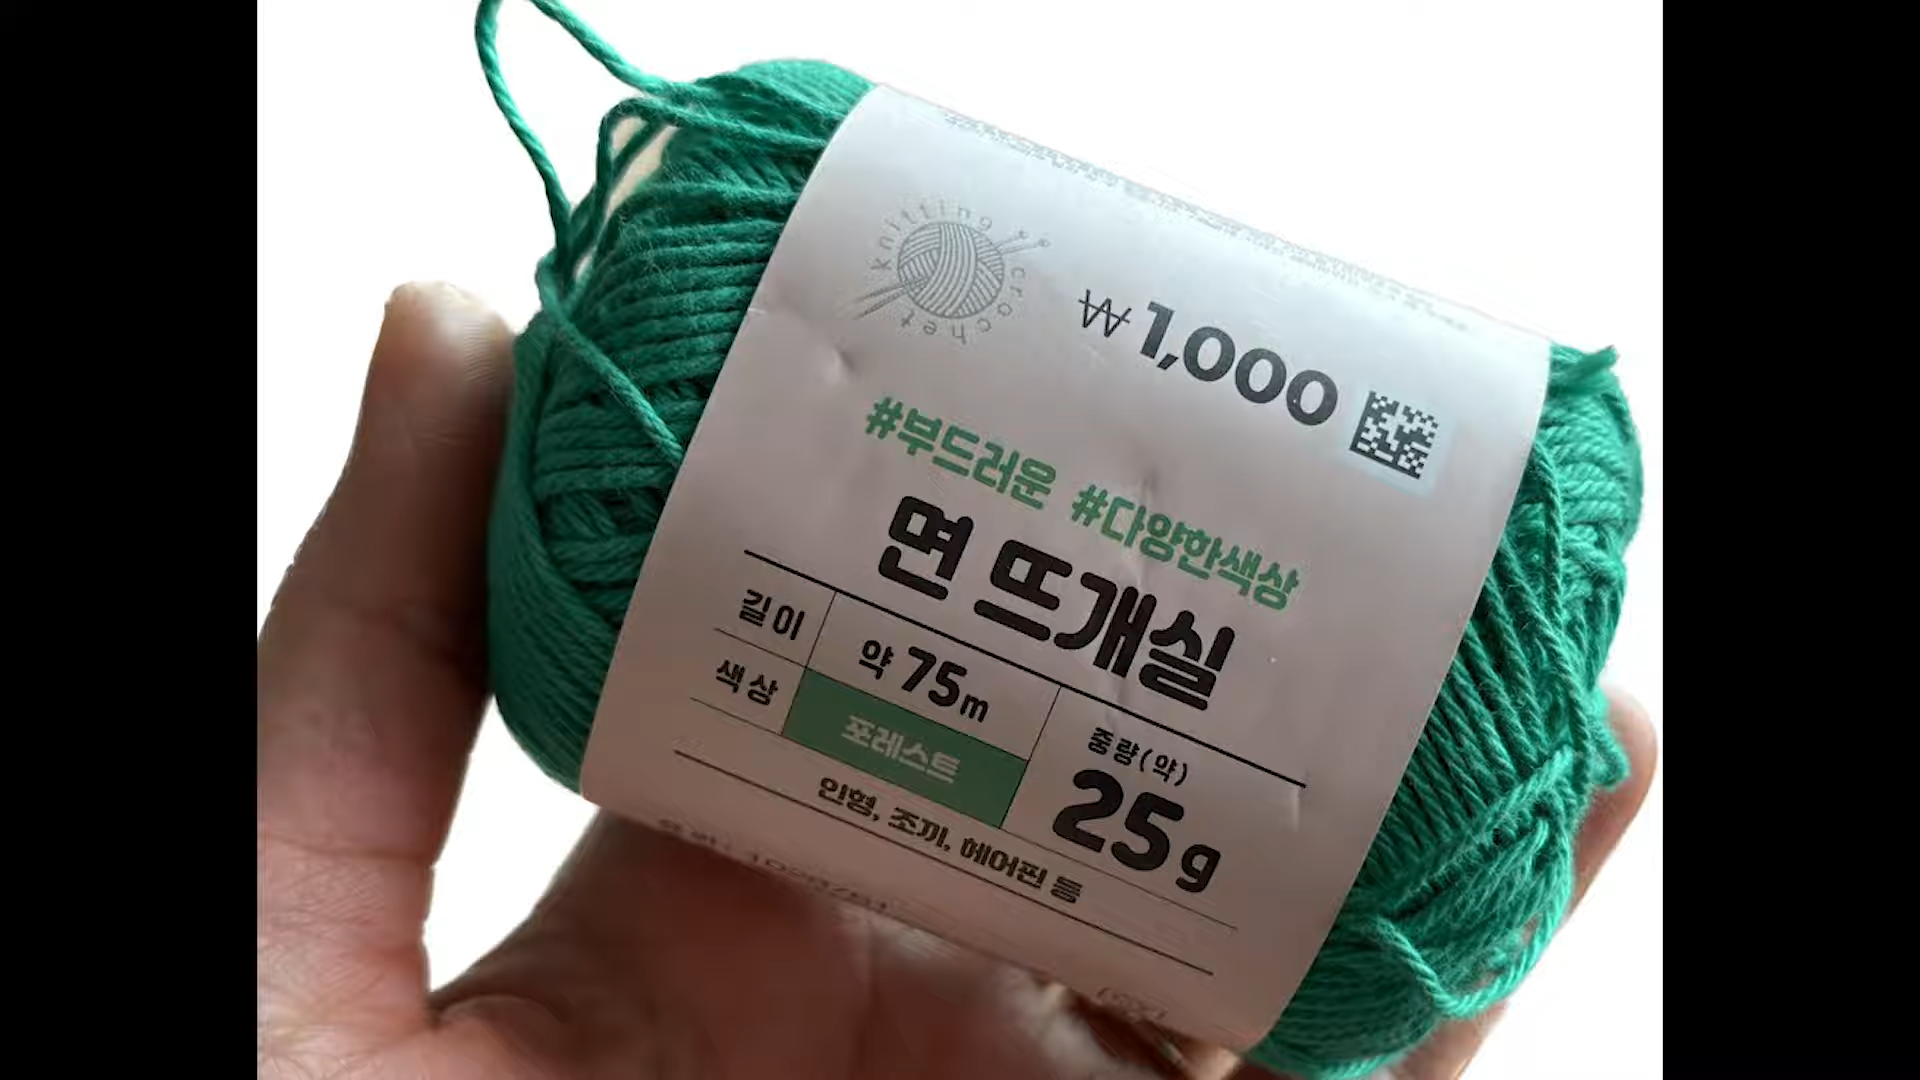 knitting crochet
₩1,000
#부드러운 #다양한색상
면 뜨개실
길이 약 75m
색상 포레스트
중량(약)
25g
인형, 조끼, 헤어핀 등